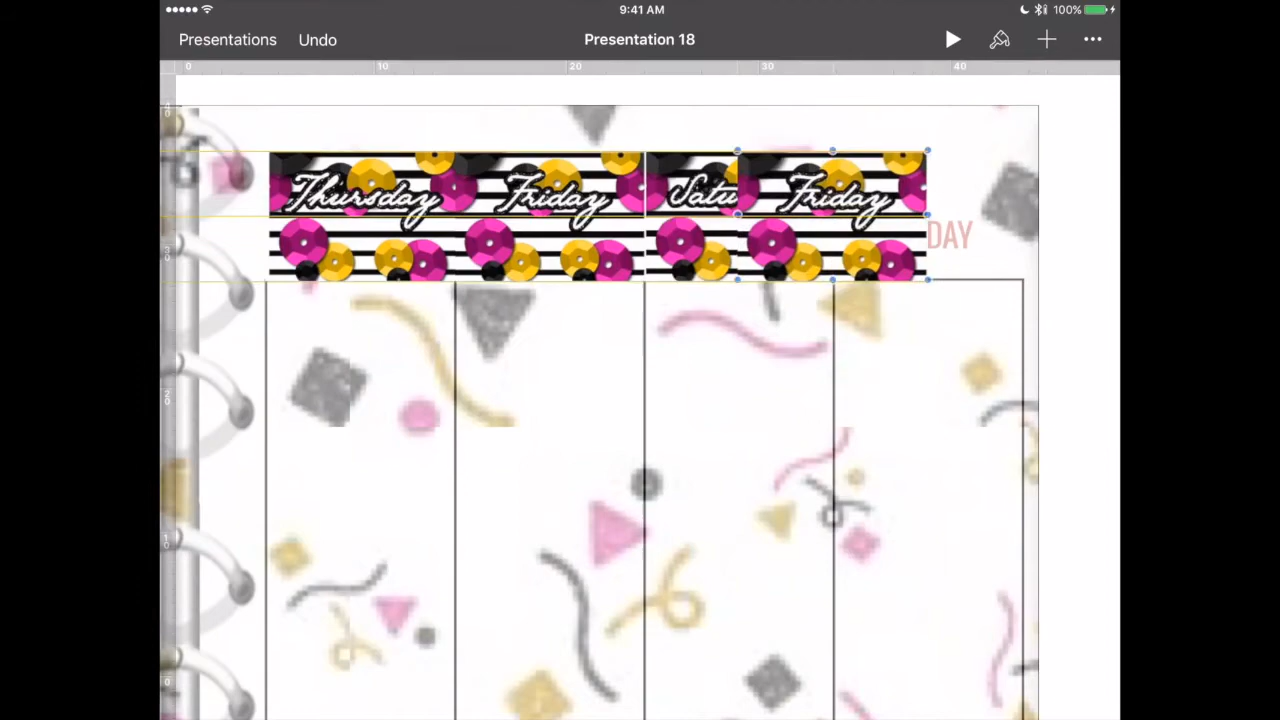 9:41 AM
100%
Presentations Undo Presentation 18
0 10 20 30 40
Thursday Friday Satu Friday
DAY